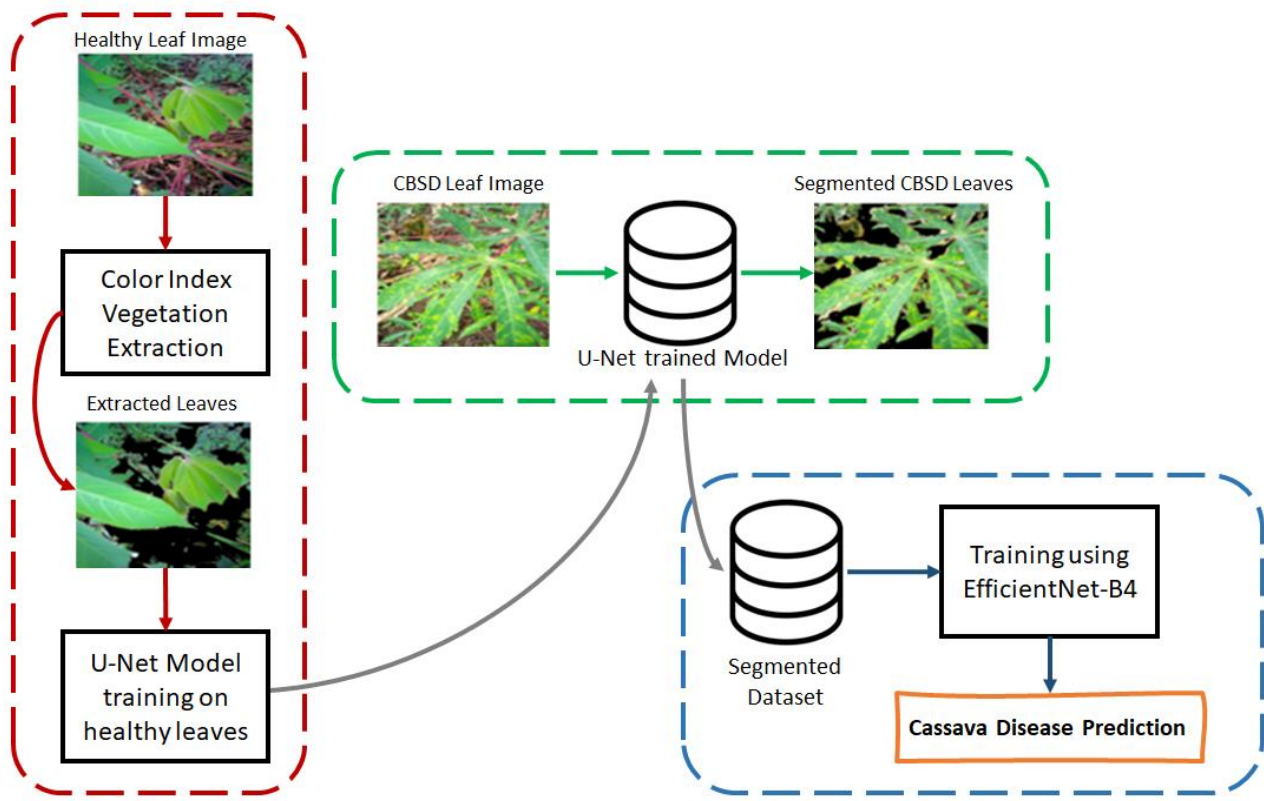 Healthy Leaf Image
Color Index
Vegetation
Extraction
Extracted Leaves
U-Net Model
training on
healthy leaves
CBSD Leaf Image
Segmented CBSD Leaves
U-Net trained Model
Segmented
Dataset
Training using
EfficientNet-B4
Cassava Disease Prediction